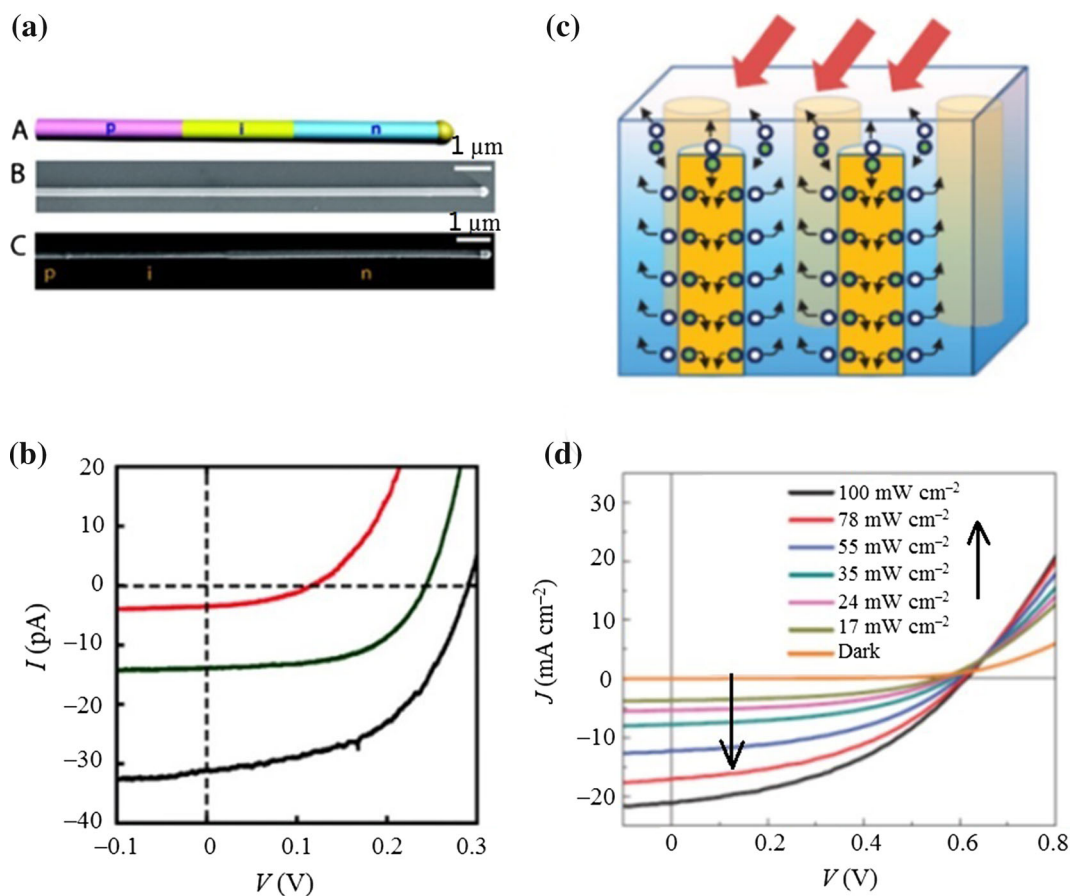 (a)
A
p i n
1 µm
B
1 µm
C
p i n
(b)
20
10
0
–10
–20
–30
–40
I (pA)
–0.1 0 0.1 0.2 0.3
V (V)
(c)
(d)
30
20
10
0
–10
–20
J (mA cm–2)
100 mW cm–2
78 mW cm–2
55 mW cm–2
35 mW cm–2
24 mW cm–2
17 mW cm–2
Dark
0 0.2 0.4 0.6 0.8
V (V)